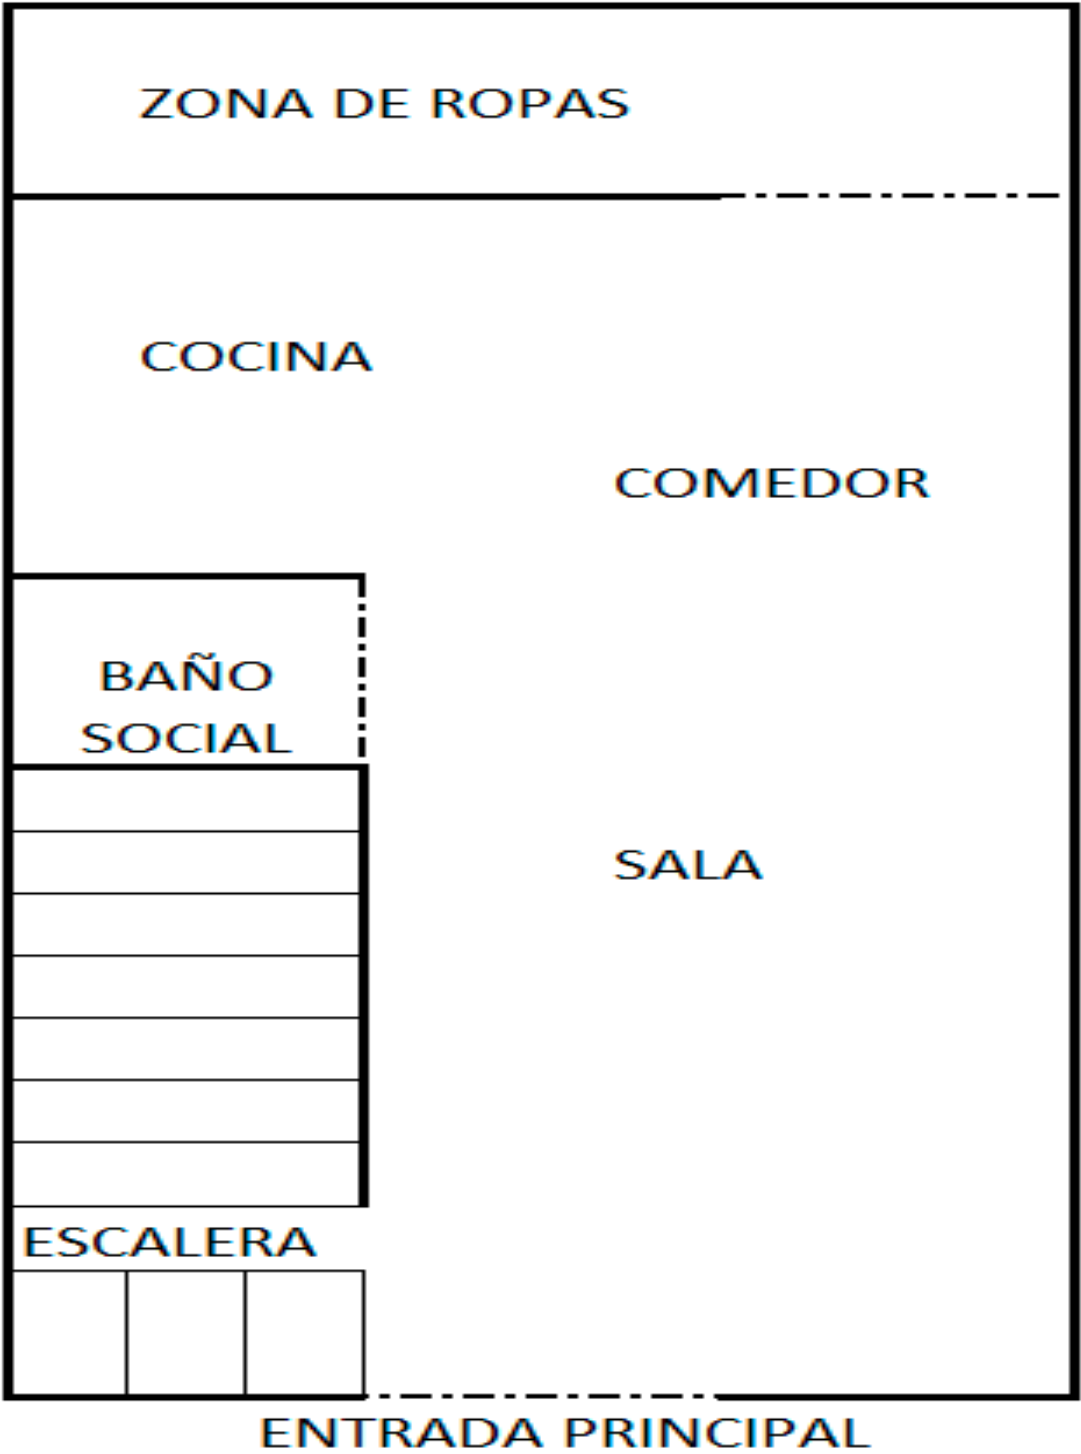 ZONA DE ROPAS
COCINA
COMEDOR
BAÑO
SOCIAL
SALA
ESCALERA
ENTRADA PRINCIPAL